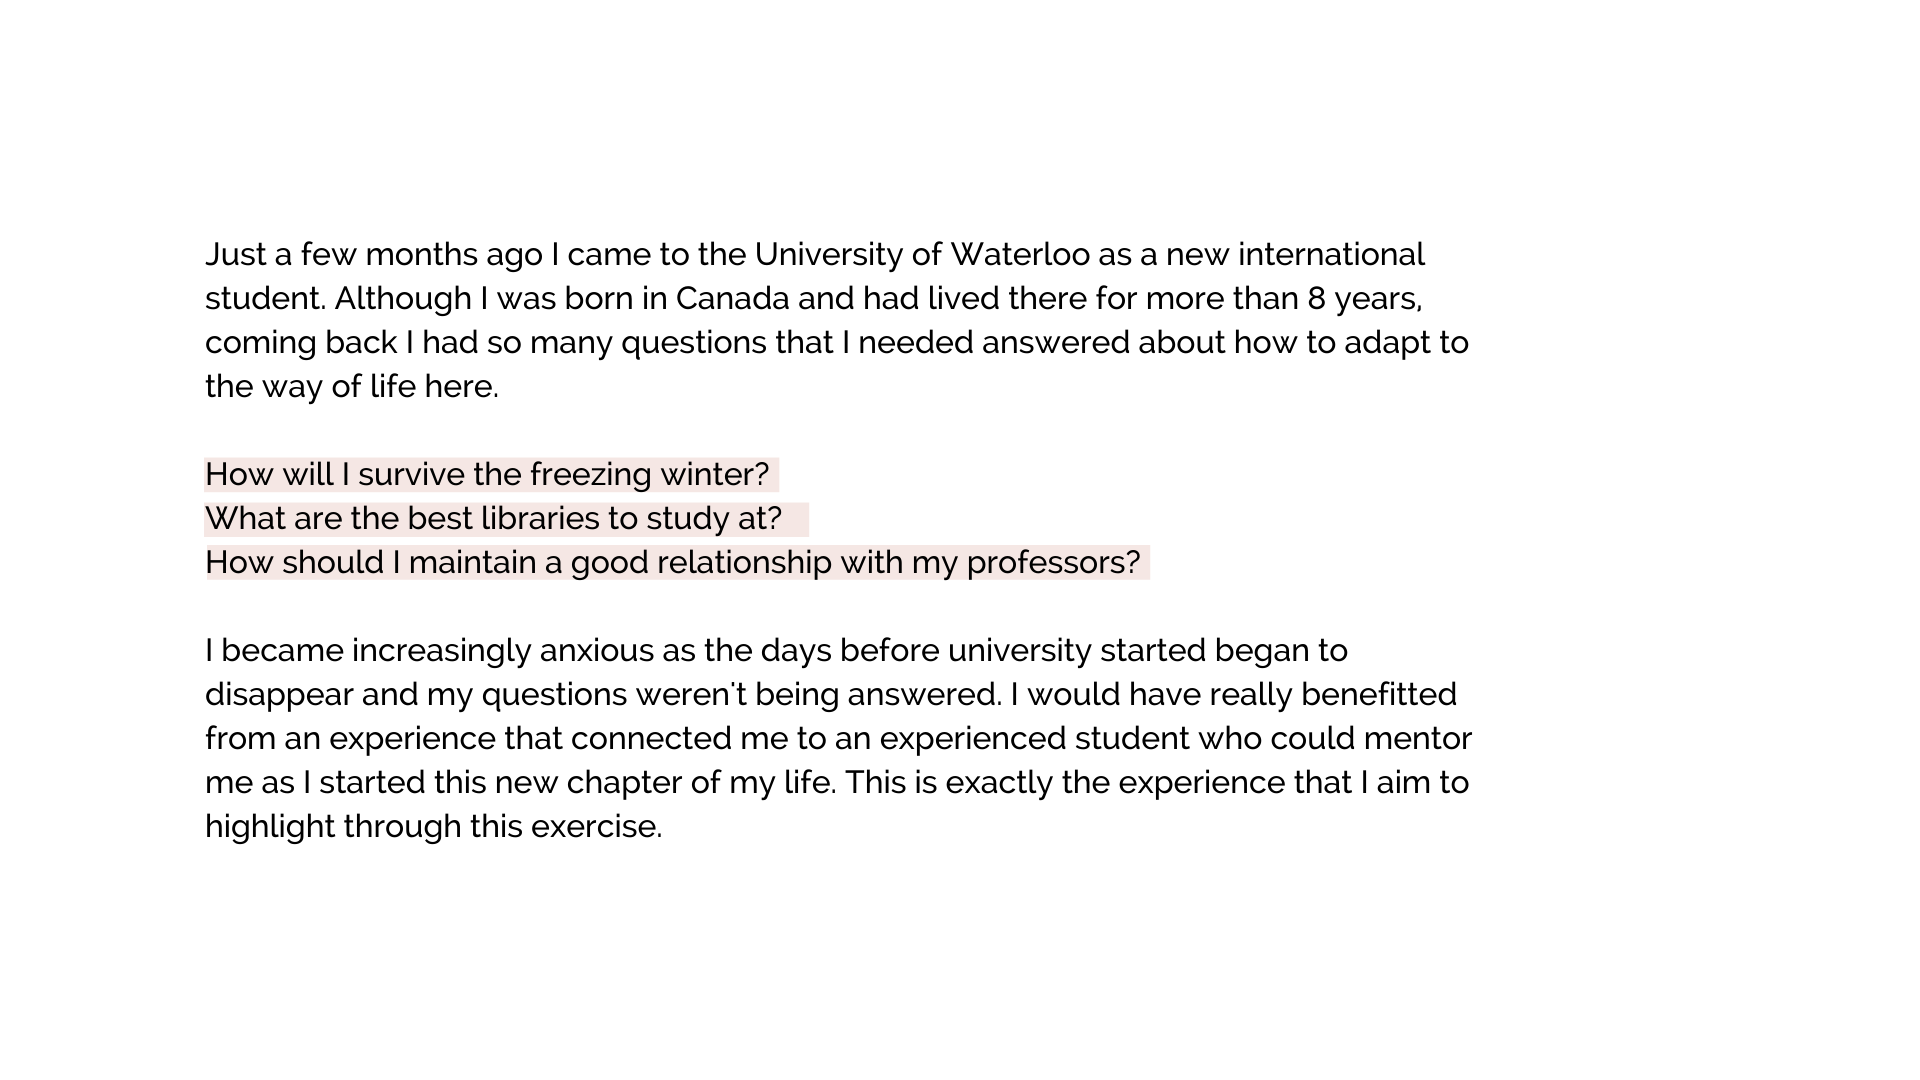 Just a few months ago I came to the University of Waterloo as a new international
student. Although I was born in Canada and had lived there for more than 8 years,
coming back I had so many questions that I needed answered about how to adapt to
the way of life here.
How will I survive the freezing winter?
What are the best libraries to study at?
How should I maintain a good relationship with my professors?
I became increasingly anxious as the days before university started began to
disappear and my questions weren't being answered. I would have really benefitted
from an experience that connected me to an experienced student who could mentor
me as I started this new chapter of my life. This is exactly the experience that I aim to
highlight through this exercise.